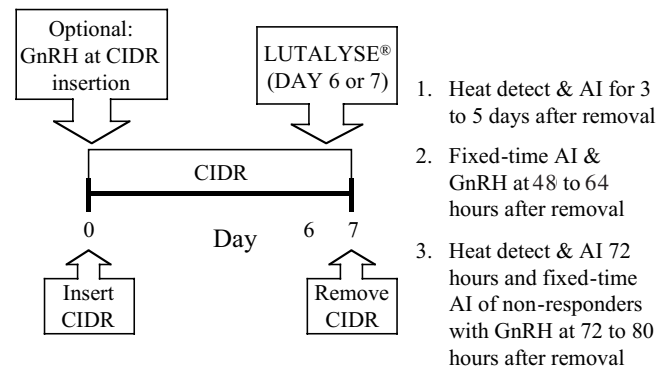 Optional:
GnRH at CIDR
insertion
LUTALYSE®
(DAY 6 or 7)
CIDR
0
Day
6
7
Insert
CIDR
Remove
CIDR
1. Heat detect & AI for 3
to 5 days after removal
2. Fixed-time AI &
GnRH at 48 to 64
hours after removal
3. Heat detect & AI 72
hours and fixed-time
AI of non-responders
with GnRH at 72 to 80
hours after removal